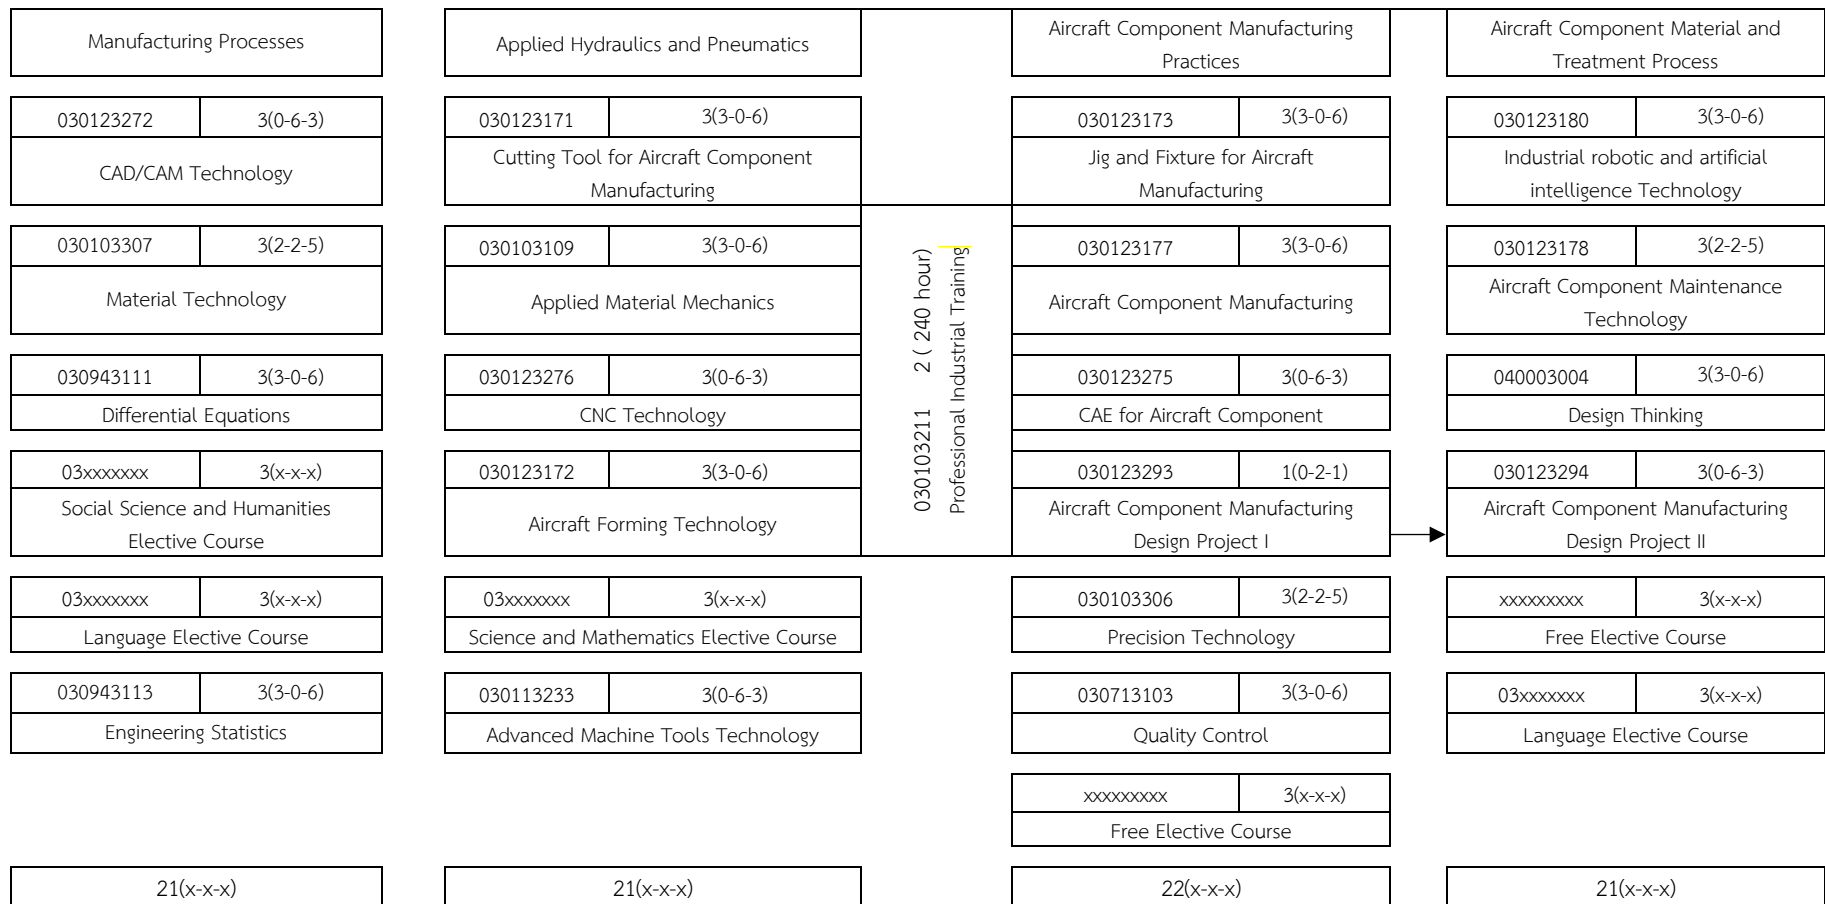 Manufacturing Processes
030123272 3(0-6-3)
CAD/CAM Technology
030103307 3(2-2-5)
Material Technology
030943111 3(3-0-6)
Differential Equations
03xxxxxxx 3(x-x-x)
Social Science and Humanities
Elective Course
03xxxxxxx 3(x-x-x)
Language Elective Course
030943113 3(3-0-6)
Engineering Statistics
21(x-x-x)
Applied Hydraulics and Pneumatics
030123171 3(3-0-6)
Cutting Tool for Aircraft Component
Manufacturing
030103109 3(3-0-6)
Applied Material Mechanics
030123276 3(0-6-3)
CNC Technology
030123172 3(3-0-6)
Aircraft Forming Technology
03xxxxxxx 3(x-x-x)
Science and Mathematics Elective Course
030113233 3(0-6-3)
Advanced Machine Tools Technology
21(x-x-x)
030103211 2 ( 240 hour)
Professional Industrial Training
Aircraft Component Manufacturing
Practices
030123173 3(3-0-6)
Jig and Fixture for Aircraft
Manufacturing
030123177 3(3-0-6)
Aircraft Component Manufacturing
030123275 3(0-6-3)
CAE for Aircraft Component
030123293 1(0-2-1)
Aircraft Component Manufacturing
Design Project I
030103306 3(2-2-5)
Precision Technology
030713103 3(3-0-6)
Quality Control
xxxxxxxxx 3(x-x-x)
Free Elective Course
22(x-x-x)
Aircraft Component Material and
Treatment Process
030123180 3(3-0-6)
Industrial robotic and artificial
intelligence Technology
030123178 3(2-2-5)
Aircraft Component Maintenance
Technology
040003004 3(3-0-6)
Design Thinking
030123294 3(0-6-3)
Aircraft Component Manufacturing
Design Project II
xxxxxxxxx 3(x-x-x)
Free Elective Course
03xxxxxxx 3(x-x-x)
Language Elective Course
21(x-x-x)